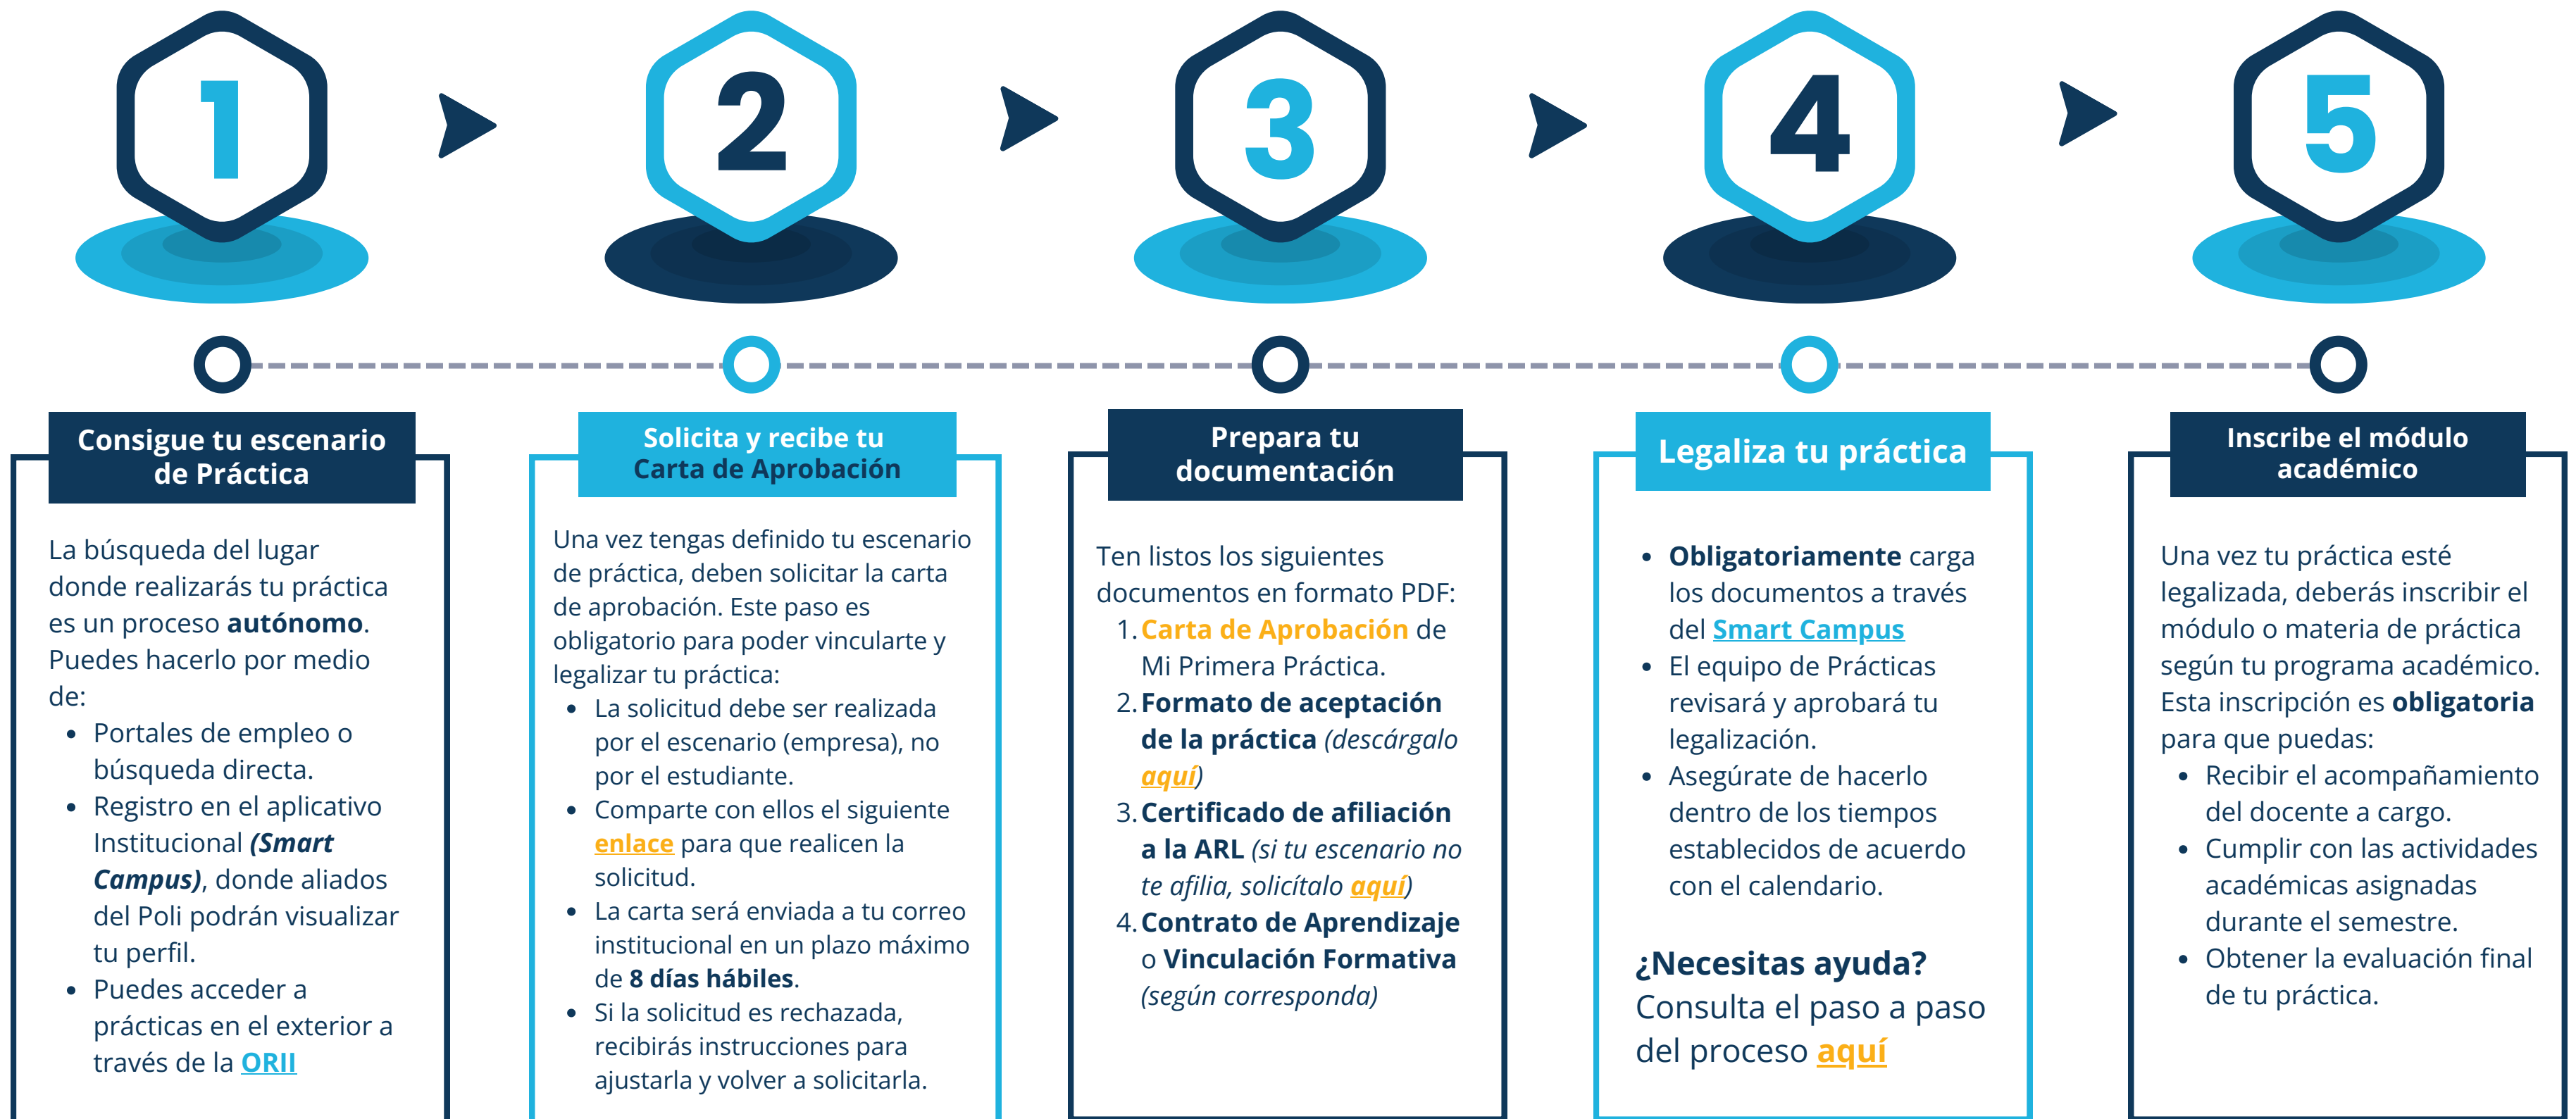 1
2
3
4
5
Consigue tu escenario
de Práctica
La búsqueda del lugar
donde realizarás tu práctica
es un proceso autónomo.
Puedes hacerlo por medio
de:
• Portales de empleo o
búsqueda directa.
• Registro en el aplicativo
Institucional (Smart
Campus), donde aliados
del Poli podrán visualizar
tu perfil.
• Puedes acceder a
prácticas en el exterior a
través de la ORII
Solicita y recibe tu
Carta de Aprobación
Una vez tengas definido tu escenario
de práctica, deben solicitar la carta
de aprobación. Este paso es
obligatorio para poder vincularte y
legalizar tu práctica:
• La solicitud debe ser realizada
por el escenario (empresa), no
por el estudiante.
• Comparte con ellos el siguiente
enlace para que realicen la
solicitud.
• La carta será enviada a tu correo
institucional en un plazo máximo
de 8 días hábiles.
• Si la solicitud es rechazada,
recibirás instrucciones para
ajustarla y volver a solicitarla.
Prepara tu
documentación
Ten listos los siguientes
documentos en formato PDF:
1. Carta de Aprobación de
Mi Primera Práctica.
2. Formato de aceptación
de la práctica (descárgalo
aquí)
3. Certificado de afiliación
a la ARL (si tu escenario no
te afilia, solicítalo aquí)
4. Contrato de Aprendizaje
o Vinculación Formativa
(según corresponda)
Legaliza tu práctica
• Obligatoriamente carga
los documentos a través
del Smart Campus
• El equipo de Prácticas
revisará y aprobará tu
legalización.
• Asegúrate de hacerlo
dentro de los tiempos
establecidos de acuerdo
con el calendario.
¿Necesitas ayuda?
Consulta el paso a paso
del proceso aquí
Inscribe el módulo
académico
Una vez tu práctica esté
legalizada, deberás inscribir el
módulo o materia de práctica
según tu programa académico.
Esta inscripción es obligatoria
para que puedas:
• Recibir el acompañamiento
del docente a cargo.
• Cumplir con las actividades
académicas asignadas
durante el semestre.
• Obtener la evaluación final
de tu práctica.